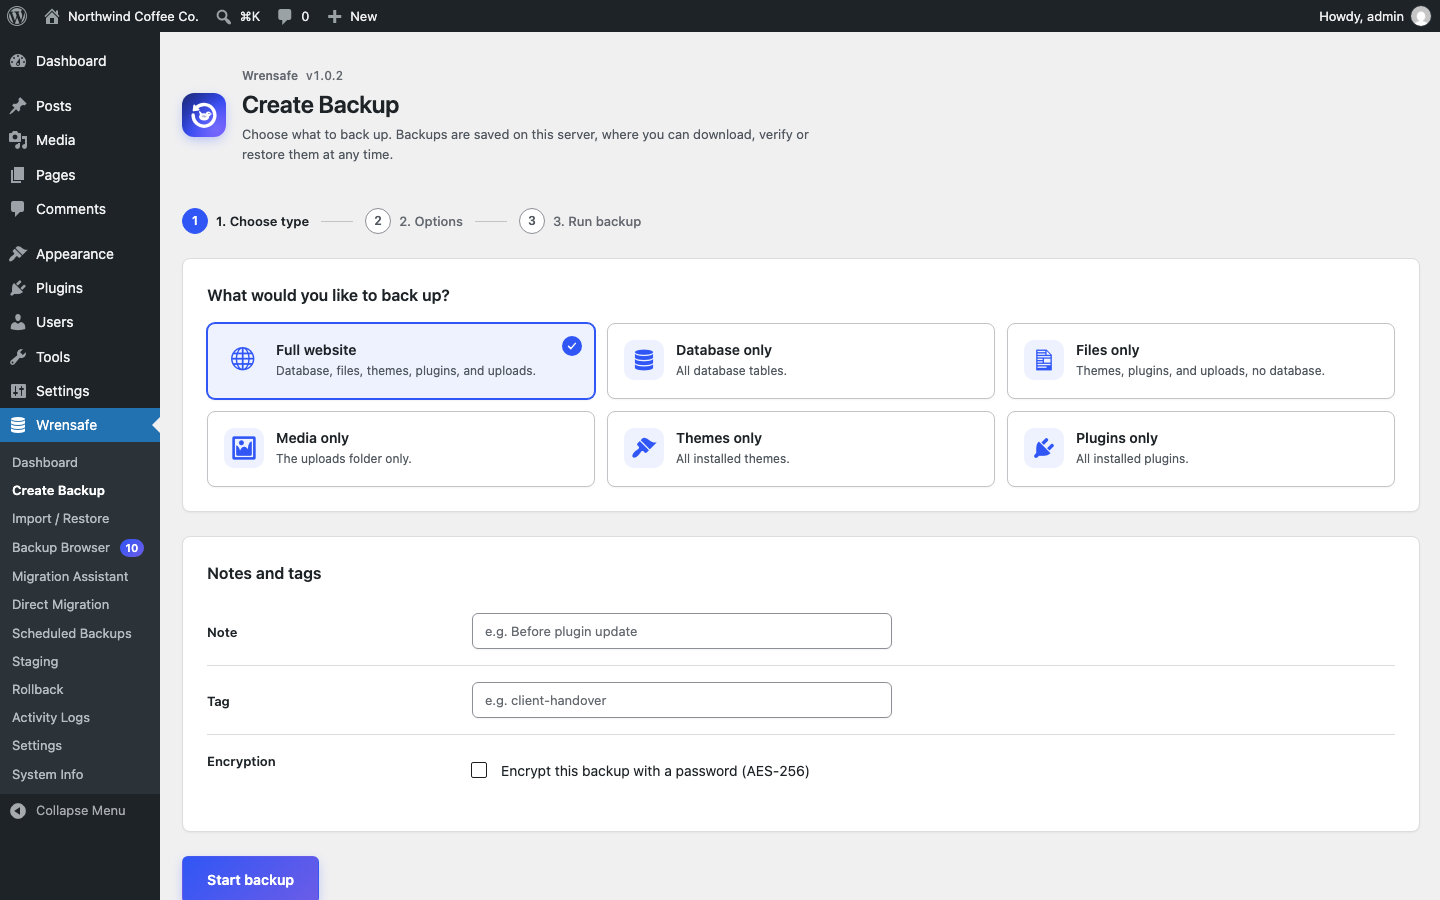 Northwind Coffee Co.
⌘K
0
New
Howdy, admin
Dashboard
Posts
Media
Pages
Comments
Appearance
Plugins
Users
Tools
Settings
Wrensafe
Dashboard
Create Backup
Import / Restore
Backup Browser 10
Migration Assistant
Direct Migration
Scheduled Backups
Staging
Rollback
Activity Logs
Settings
System Info
Collapse Menu
Wrensafe v1.0.2
Create Backup
Choose what to back up. Backups are saved on this server, where you can download, verify or
restore them at any time.
1 1. Choose type
2 2. Options
3 3. Run backup
What would you like to back up?
Full website
Database, files, themes, plugins, and uploads.
Database only
All database tables.
Files only
Themes, plugins, and uploads, no database.
Media only
The uploads folder only.
Themes only
All installed themes.
Plugins only
All installed plugins.
Notes and tags
Note
e.g. Before plugin update
Tag
e.g. client-handover
Encryption
Encrypt this backup with a password (AES-256)
Start backup